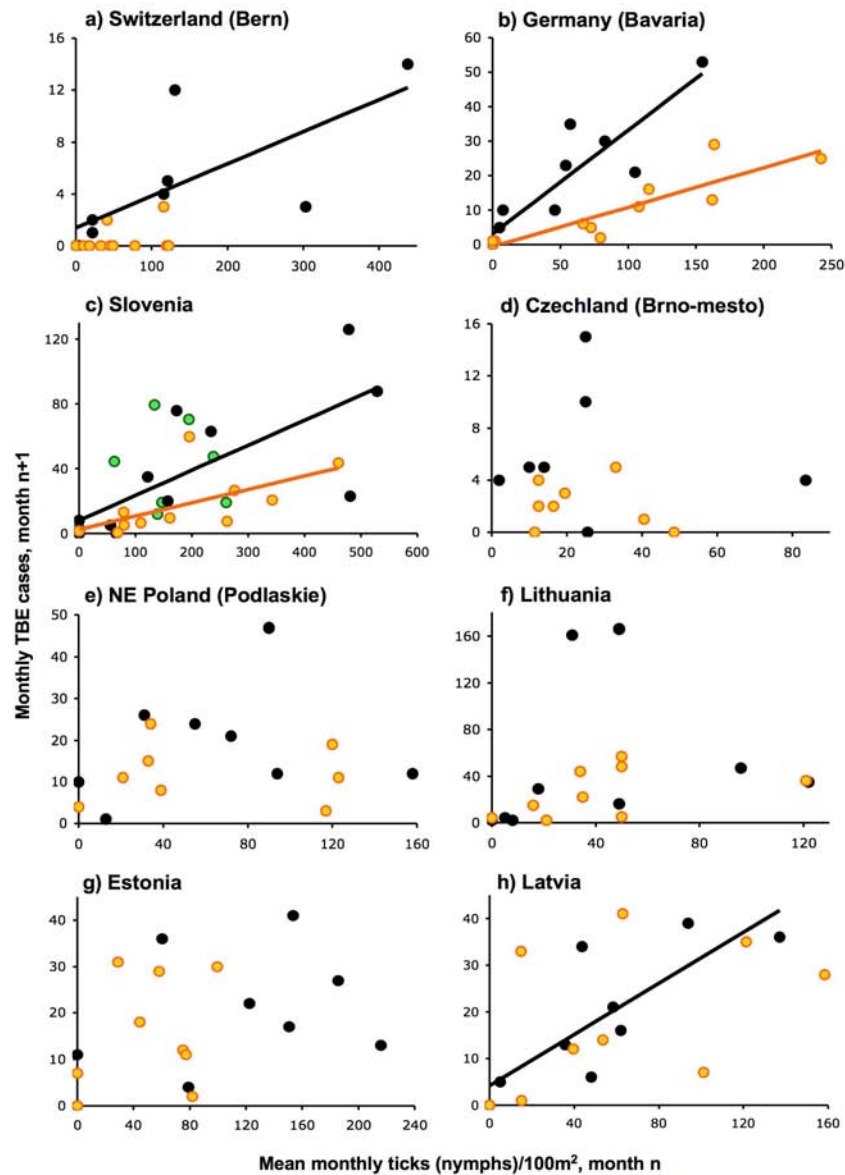 a) Switzerland (Bern)
16
12
8
4
0
0 100 200 300 400
b) Germany (Bavaria)
60
50
40
30
20
10
0
0 50 100 150 200 250
c) Slovenia
120
80
40
0
0 100 200 300 400 500 600
d) Czechland (Brno-mesto)
16
12
8
4
0
0 20 40 60 80
Monthly TBE cases, month n+1
e) NE Poland (Podlaskie)
50
40
30
20
10
0
0 40 80 120 160
f) Lithuania
160
120
80
40
0
0 40 80 120
g) Estonia
40
30
20
10
0
0 40 80 120 160 200 240
h) Latvia
40
30
20
10
0
0 40 80 120 160
Mean monthly ticks (nymphs)/100m², month n